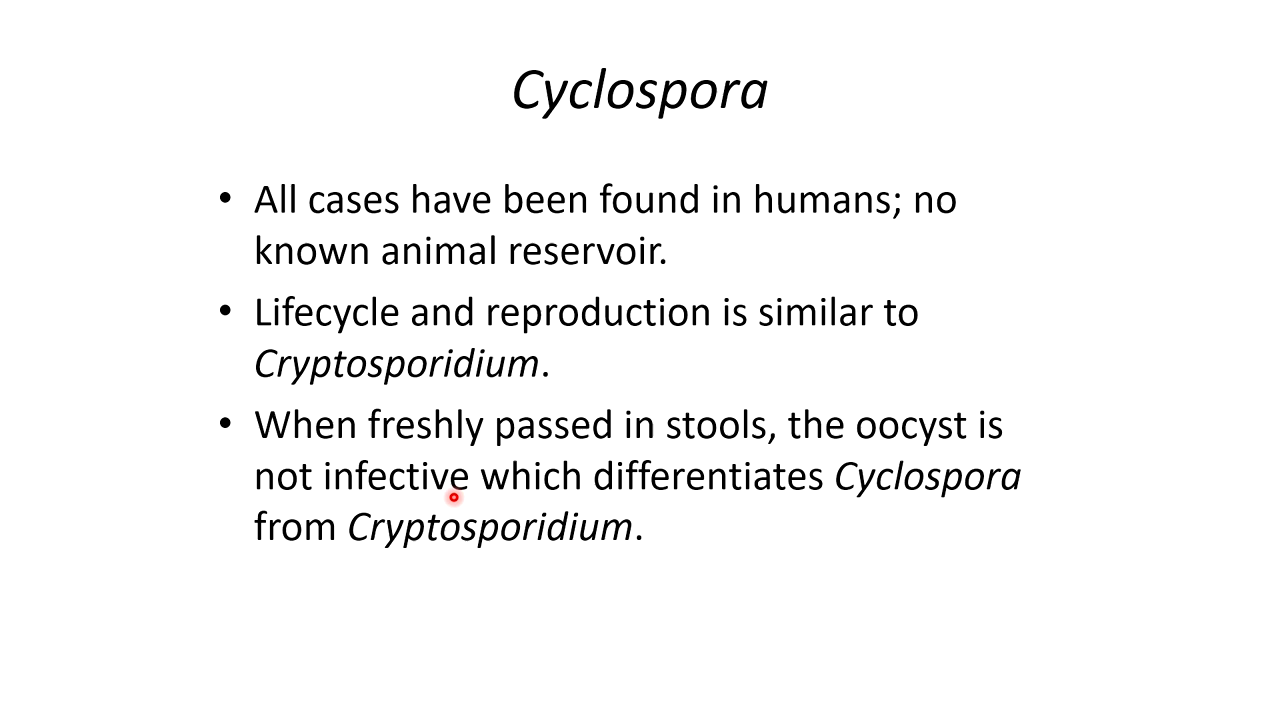 Cyclospora
• All cases have been found in humans; no
known animal reservoir.
• Lifecycle and reproduction is similar to
Cryptosporidium.
• When freshly passed in stools, the oocyst is
not infective which differentiates Cyclospora
from Cryptosporidium.